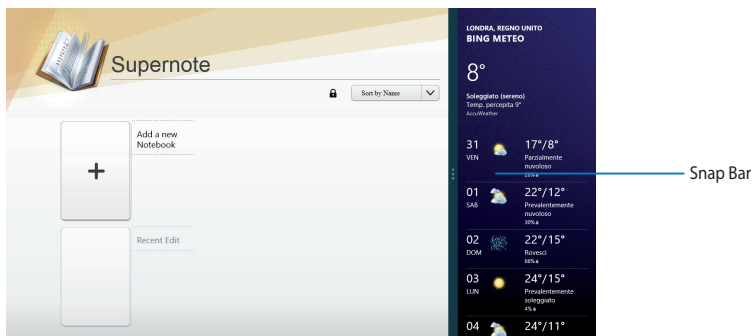 Supernote
Sort by Name
Add a new
Notebook
Recent Edit
LONDRA, REGNO UNITO
BING METEO
8°
Soleggiato (sereno)
Temp. percepita 9°
AccuWeather
31
VEN
17°/8°
Parzialmente
nuvoloso
20%
01
SAB
22°/12°
Prevalentemente
nuvoloso
30%
02
DOM
22°/15°
Rovesci
66%
03
LUN
24°/15°
Prevalentemente
soleggiato
4%
04
24°/11°
Snap Bar